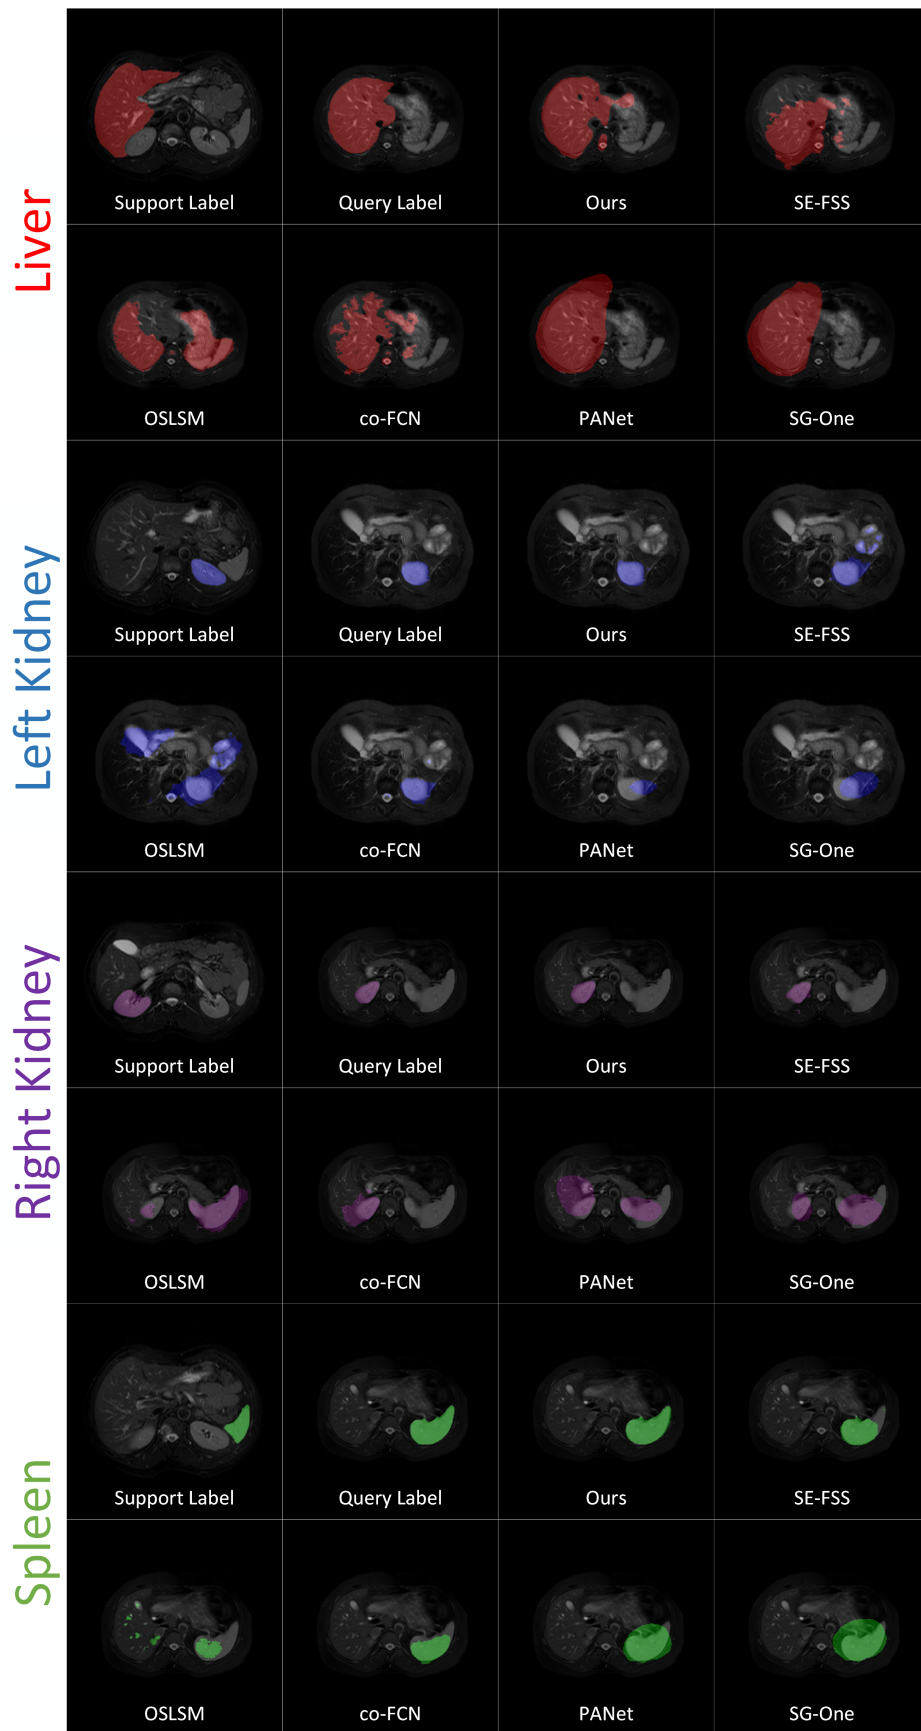 Liver
Support Label
Query Label
Ours
SE-FSS
OSLSM
co-FCN
PANet
SG-One
Left Kidney
Support Label
Query Label
Ours
SE-FSS
OSLSM
co-FCN
PANet
SG-One
Right Kidney
Support Label
Query Label
Ours
SE-FSS
OSLSM
co-FCN
PANet
SG-One
Spleen
Support Label
Query Label
Ours
SE-FSS
OSLSM
co-FCN
PANet
SG-One